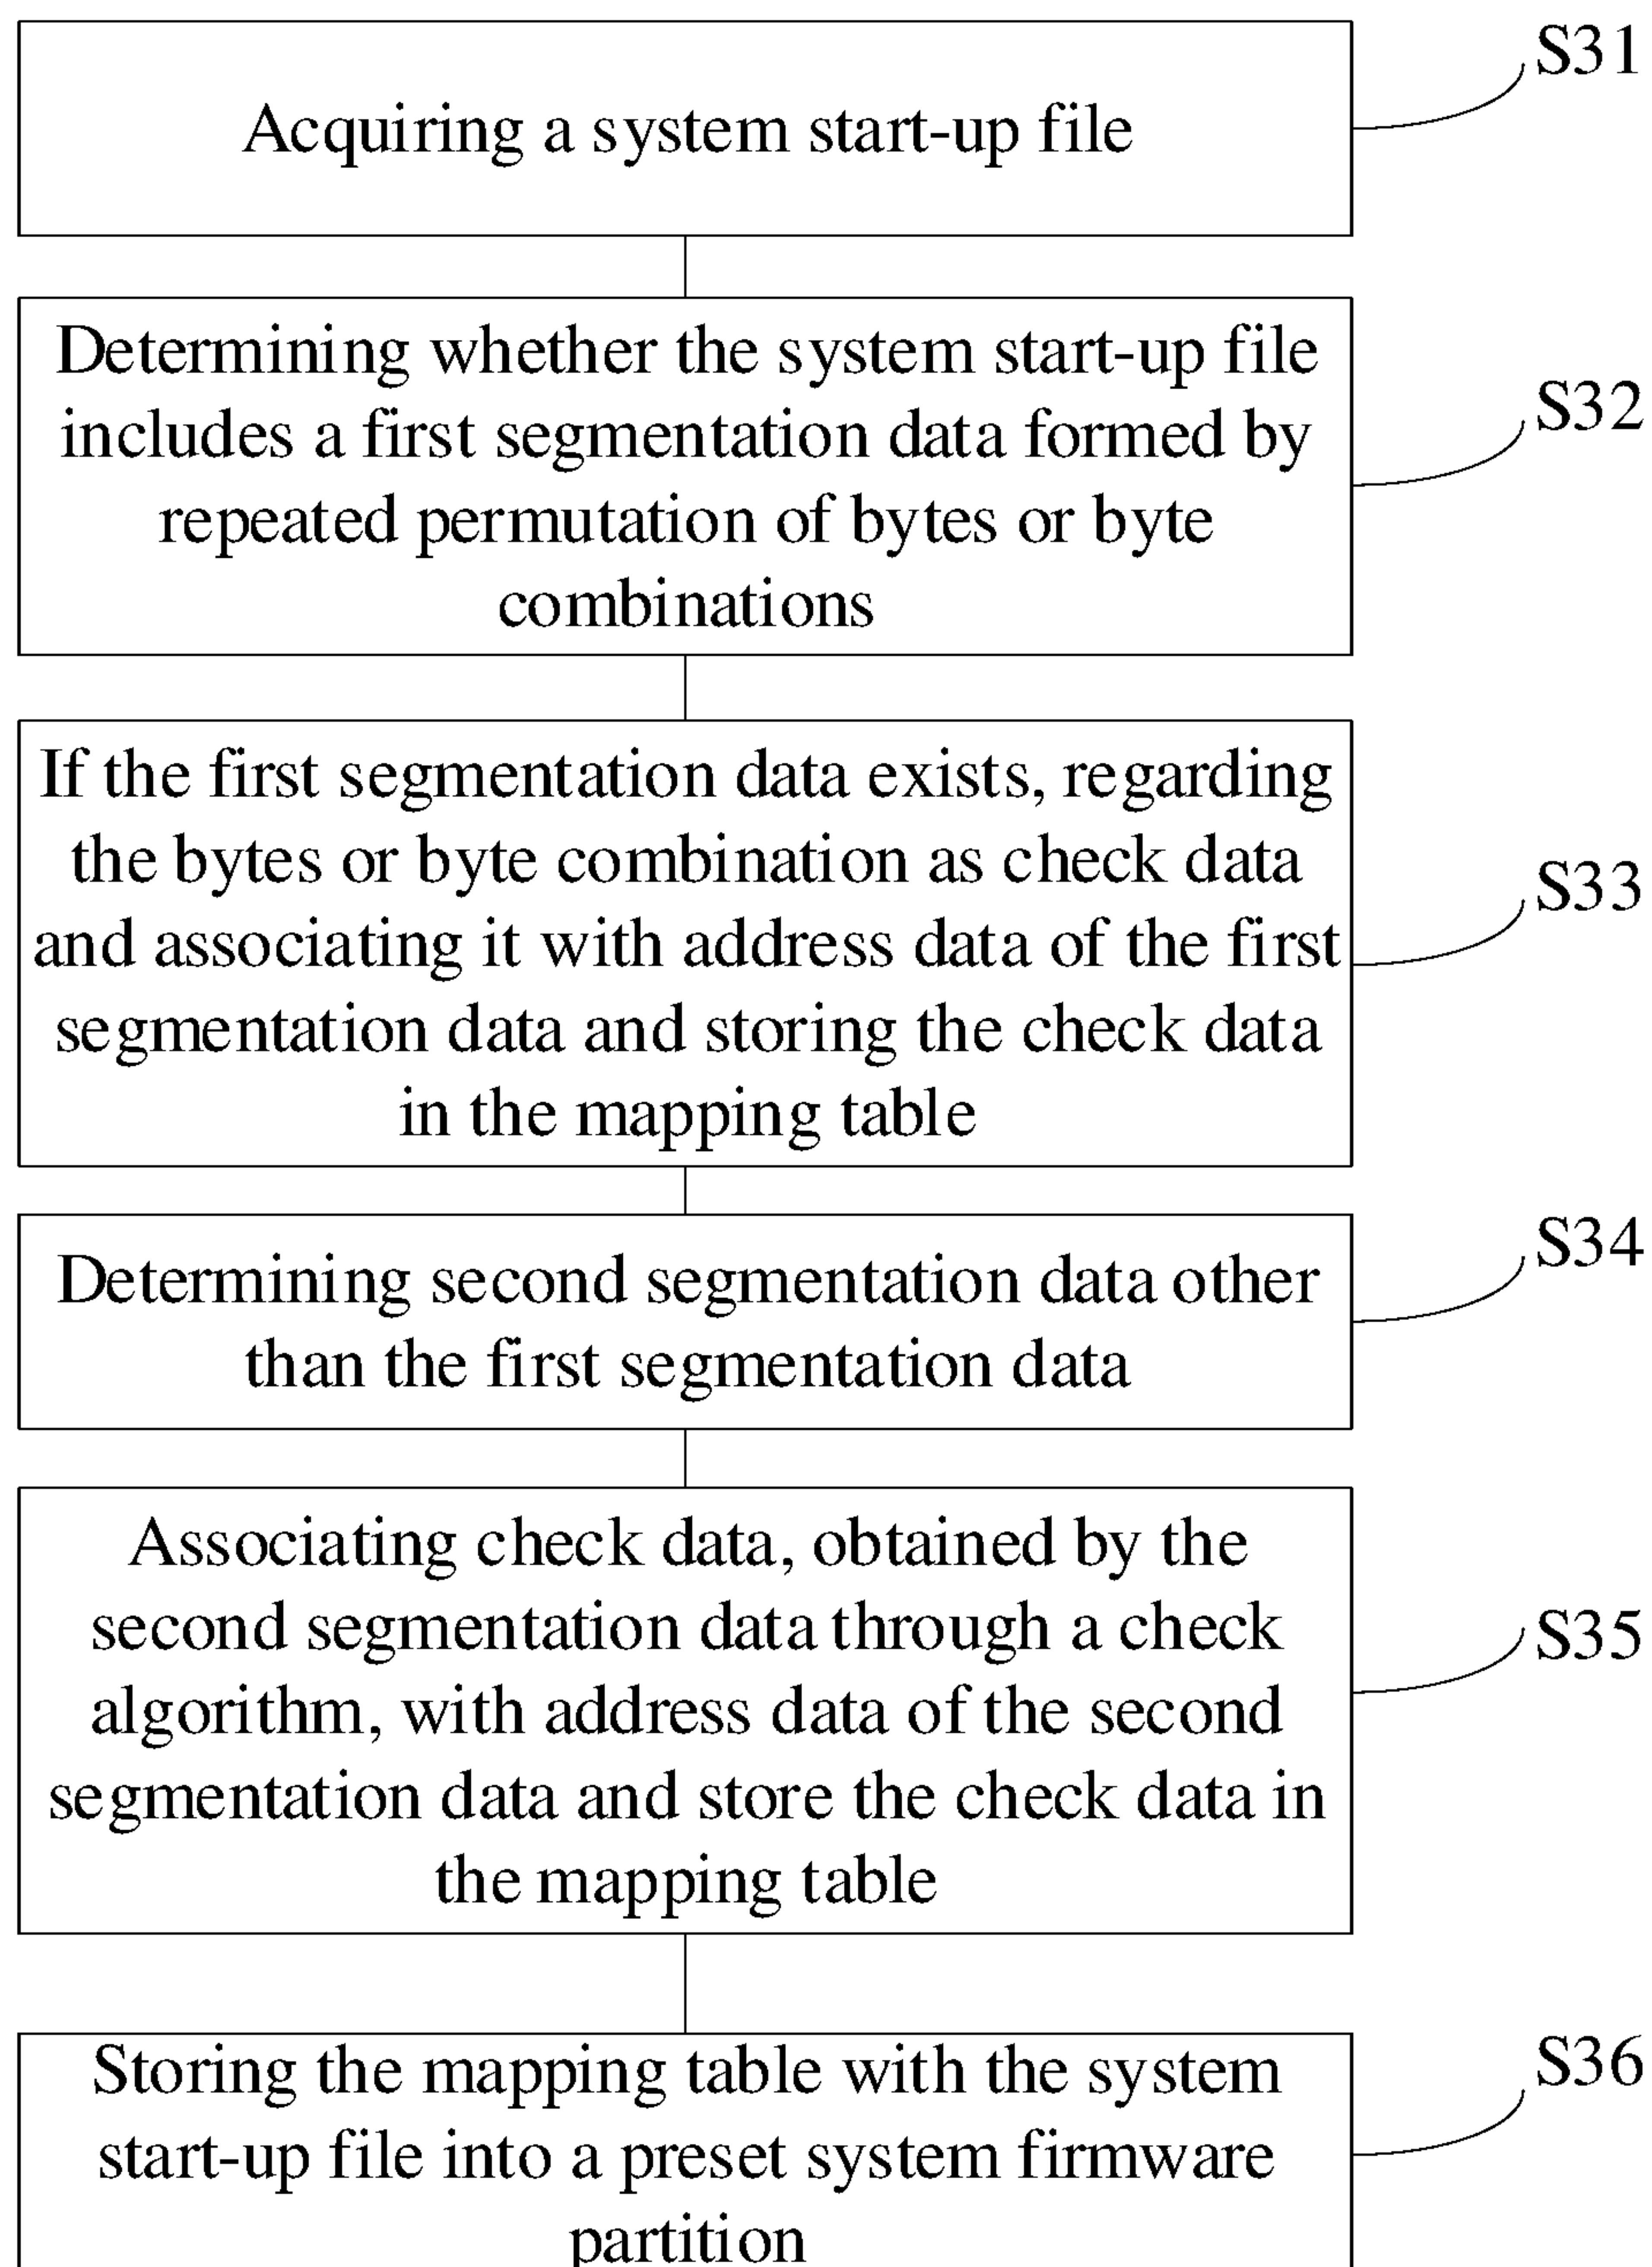 S31
Acquiring a system start-up file
Determining whether the system start-up file
includes a first segmentation data formed by
repeated permutation of bytes or byte
combinations
S32
If the first segmentation data exists, regarding
the bytes or byte combination as check data
and associating it with address data of the first
segmentation data and storing the check data
in the mapping table
S33
Determining second segmentation data other
than the first segmentation data
S34
Associating check data, obtained by the
second segmentation data through a check
algorithm, with address data of the second
segmentation data and store the check data in
the mapping table
S35
Storing the mapping table with the system
start-up file into a preset system firmware
partition
S36